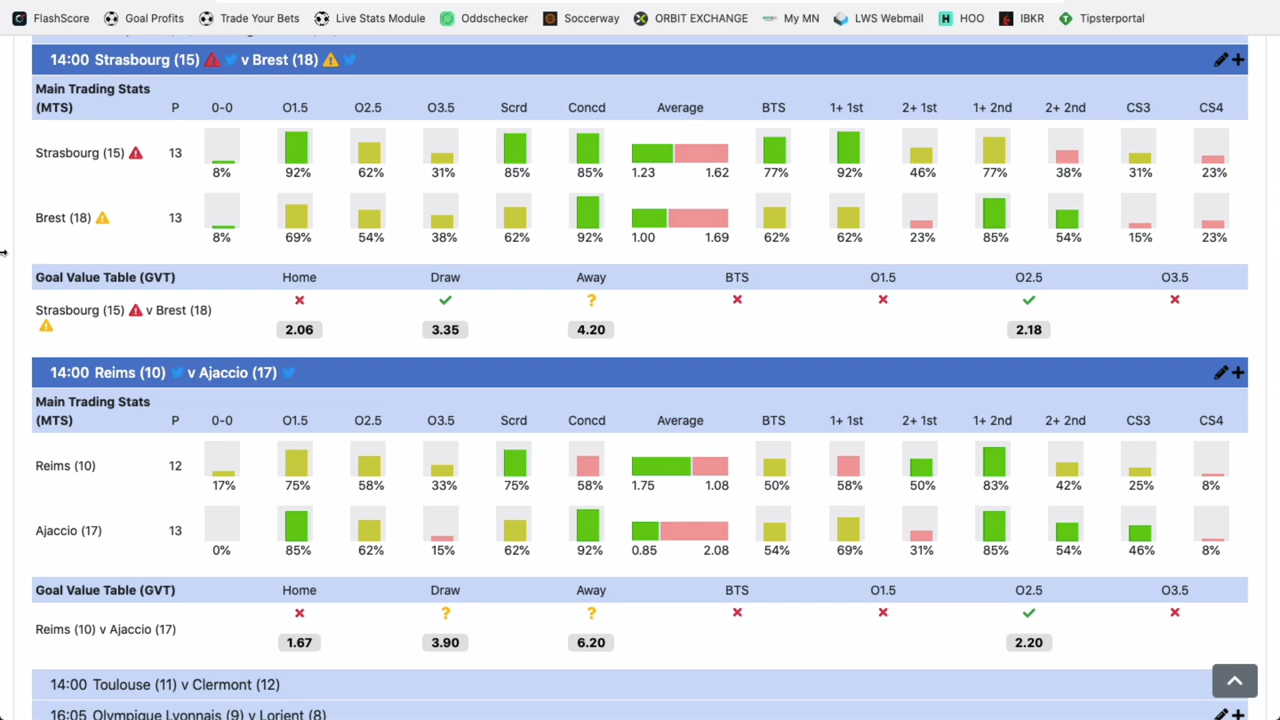 FlashScore Goal Profits Trade Your Bets Live Stats Module Oddschecker Soccerway ORBIT EXCHANGE My MN LWS Webmail HOO IBKR Tipsterportal
14:00 Strasbourg (15) v Brest (18)
Main Trading Stats
(MTS) P 0-0 O1.5 O2.5 O3.5 Scrd Concd Average BTS 1+ 1st 2+ 1st 1+ 2nd 2+ 2nd CS3 CS4
Strasbourg (15) 13
8% 92% 62% 31% 85% 85% 1.23 1.62 77% 92% 46% 77% 38% 31% 23%
Brest (18) 13
8% 69% 54% 38% 62% 92% 1.00 1.69 62% 62% 23% 85% 54% 15% 23%
Goal Value Table (GVT) Home Draw Away BTS O1.5 O2.5 O3.5
Strasbourg (15) v Brest (18)
2.06 3.35 4.20 2.18
14:00 Reims (10) v Ajaccio (17)
Main Trading Stats
(MTS) P 0-0 O1.5 O2.5 O3.5 Scrd Concd Average BTS 1+ 1st 2+ 1st 1+ 2nd 2+ 2nd CS3 CS4
Reims (10) 12
17% 75% 58% 33% 75% 58% 1.75 1.08 50% 58% 50% 83% 42% 25% 8%
Ajaccio (17) 13
0% 85% 62% 15% 62% 92% 0.85 2.08 54% 69% 31% 85% 54% 46% 8%
Goal Value Table (GVT) Home Draw Away BTS O1.5 O2.5 O3.5
Reims (10) v Ajaccio (17)
1.67 3.90 6.20 2.20
14:00 Toulouse (11) v Clermont (12)
16:05 Olympique Lyonnais (9) v Lorient (8)